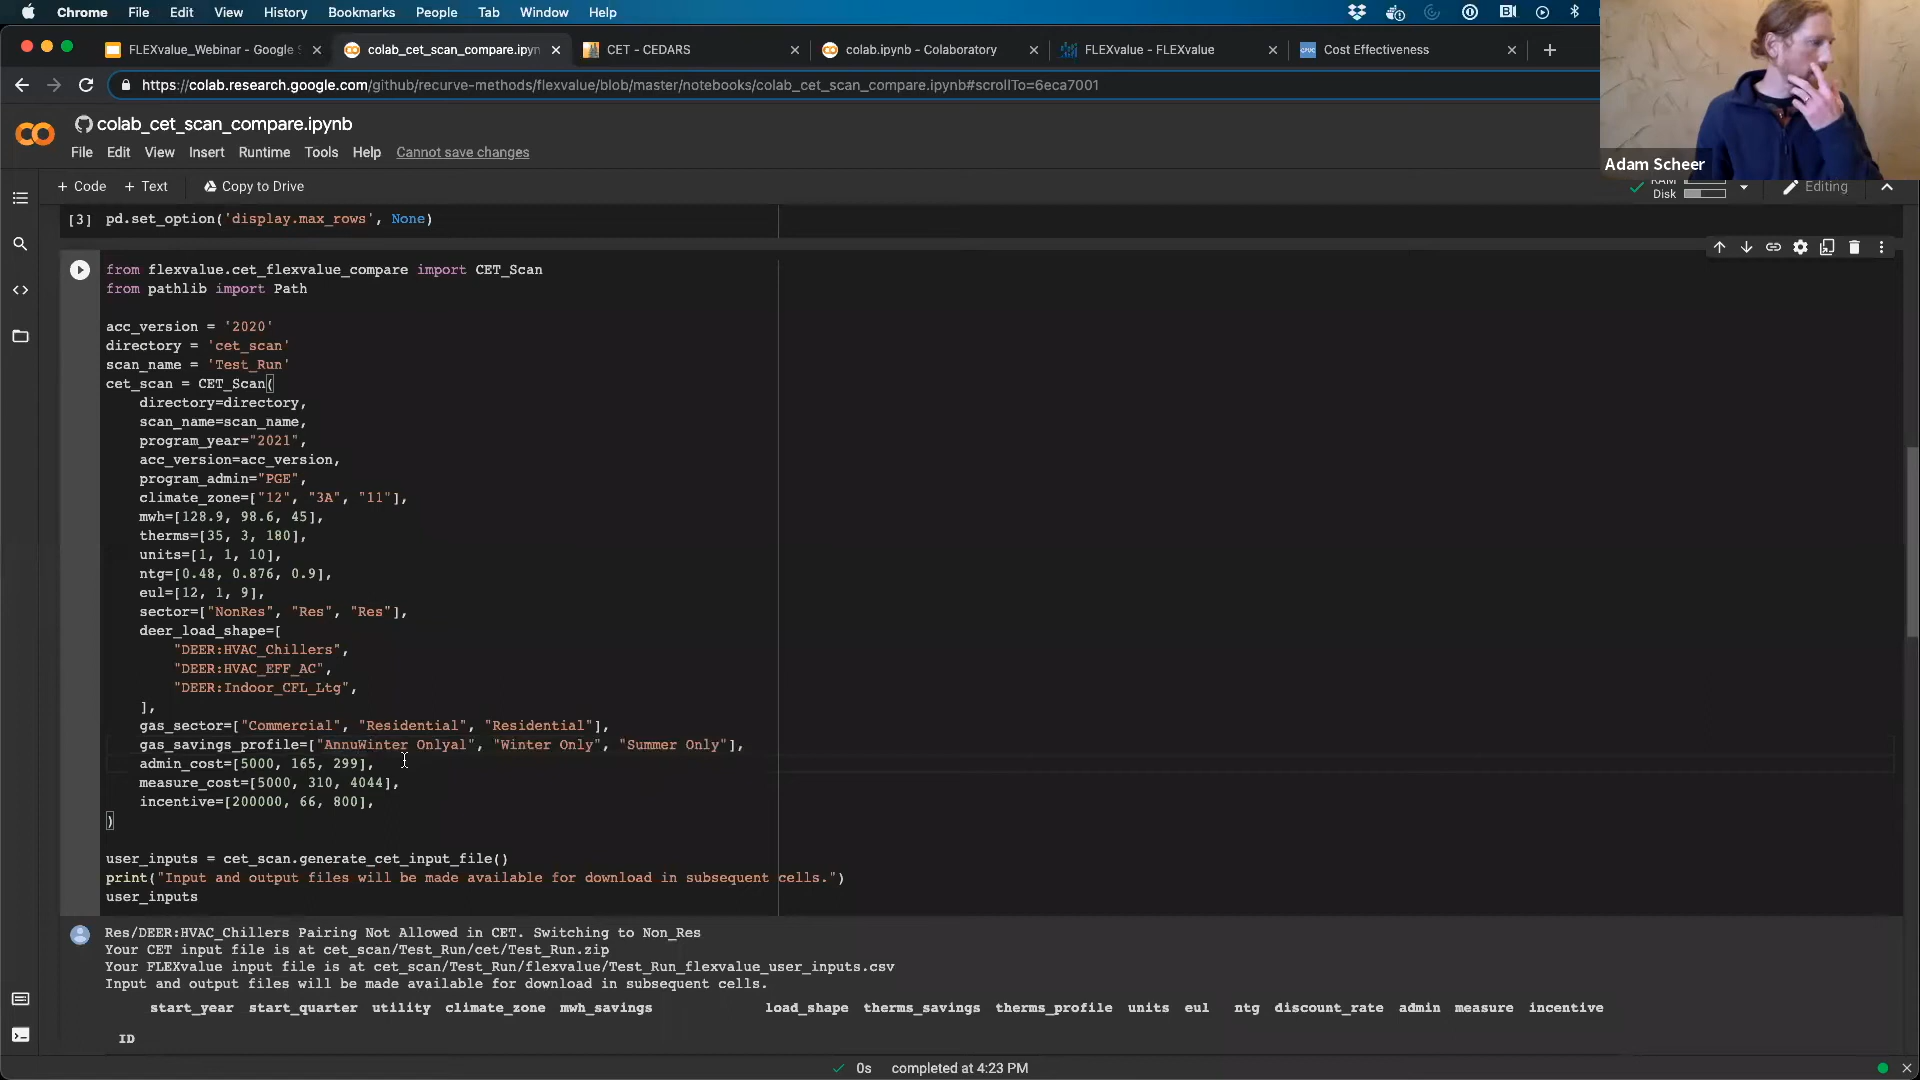 Chrome File Edit View History Bookmarks People Tab Window Help
FLEXvalue_Webinar - Google S
colab_cet_scan_compare.ipyn
CET - CEDARS
colab.ipynb - Colaboratory
FLEXvalue - FLEXvalue
Cost Effectiveness
https://colab.research.google.com/github/recurve-methods/flexvalue/blob/master/notebooks/colab_cet_scan_compare.ipynb#scrollTo=6eca7001
colab_cet_scan_compare.ipynb
File Edit View Insert Runtime Tools Help Cannot save changes
Adam Scheer
+ Code + Text Copy to Drive
RAM
Disk
Editing
[3] pd.set_option('display.max_rows', None)
from flexvalue.cet_flexvalue_compare import CET_Scan
from pathlib import Path
acc_version = '2020'
directory = 'cet_scan'
scan_name = 'Test_Run'
cet_scan = CET_Scan(
directory=directory,
scan_name=scan_name,
program_year="2021",
acc_version=acc_version,
program_admin="PGE",
climate_zone=["12", "3A", "11"],
mwh=[128.9, 98.6, 45],
therms=[35, 3, 180],
units=[1, 1, 10],
ntg=[0.48, 0.876, 0.9],
eul=[12, 1, 9],
sector=["NonRes", "Res", "Res"],
deer_load_shape=[
"DEER:HVAC_Chillers",
"DEER:HVAC_EFF_AC",
"DEER:Indoor_CFL_Ltg",
],
gas_sector=["Commercial", "Residential", "Residential"],
gas_savings_profile=["AnnuWinter Onlyal", "Winter Only", "Summer Only"],
admin_cost=[5000, 165, 299],
measure_cost=[5000, 310, 4044],
incentive=[200000, 66, 800],
)
user_inputs = cet_scan.generate_cet_input_file()
print("Input and output files will be made available for download in subsequent cells.")
user_inputs
Res/DEER:HVAC_Chillers Pairing Not Allowed in CET. Switching to Non_Res
Your CET input file is at cet_scan/Test_Run/cet/Test_Run.zip
Your FLEXvalue input file is at cet_scan/Test_Run/flexvalue/Test_Run_flexvalue_user_inputs.csv
Input and output files will be made available for download in subsequent cells.
start_year start_quarter utility climate_zone mwh_savings load_shape therms_savings therms_profile units eul ntg discount_rate admin measure incentive
ID
0s completed at 4:23 PM